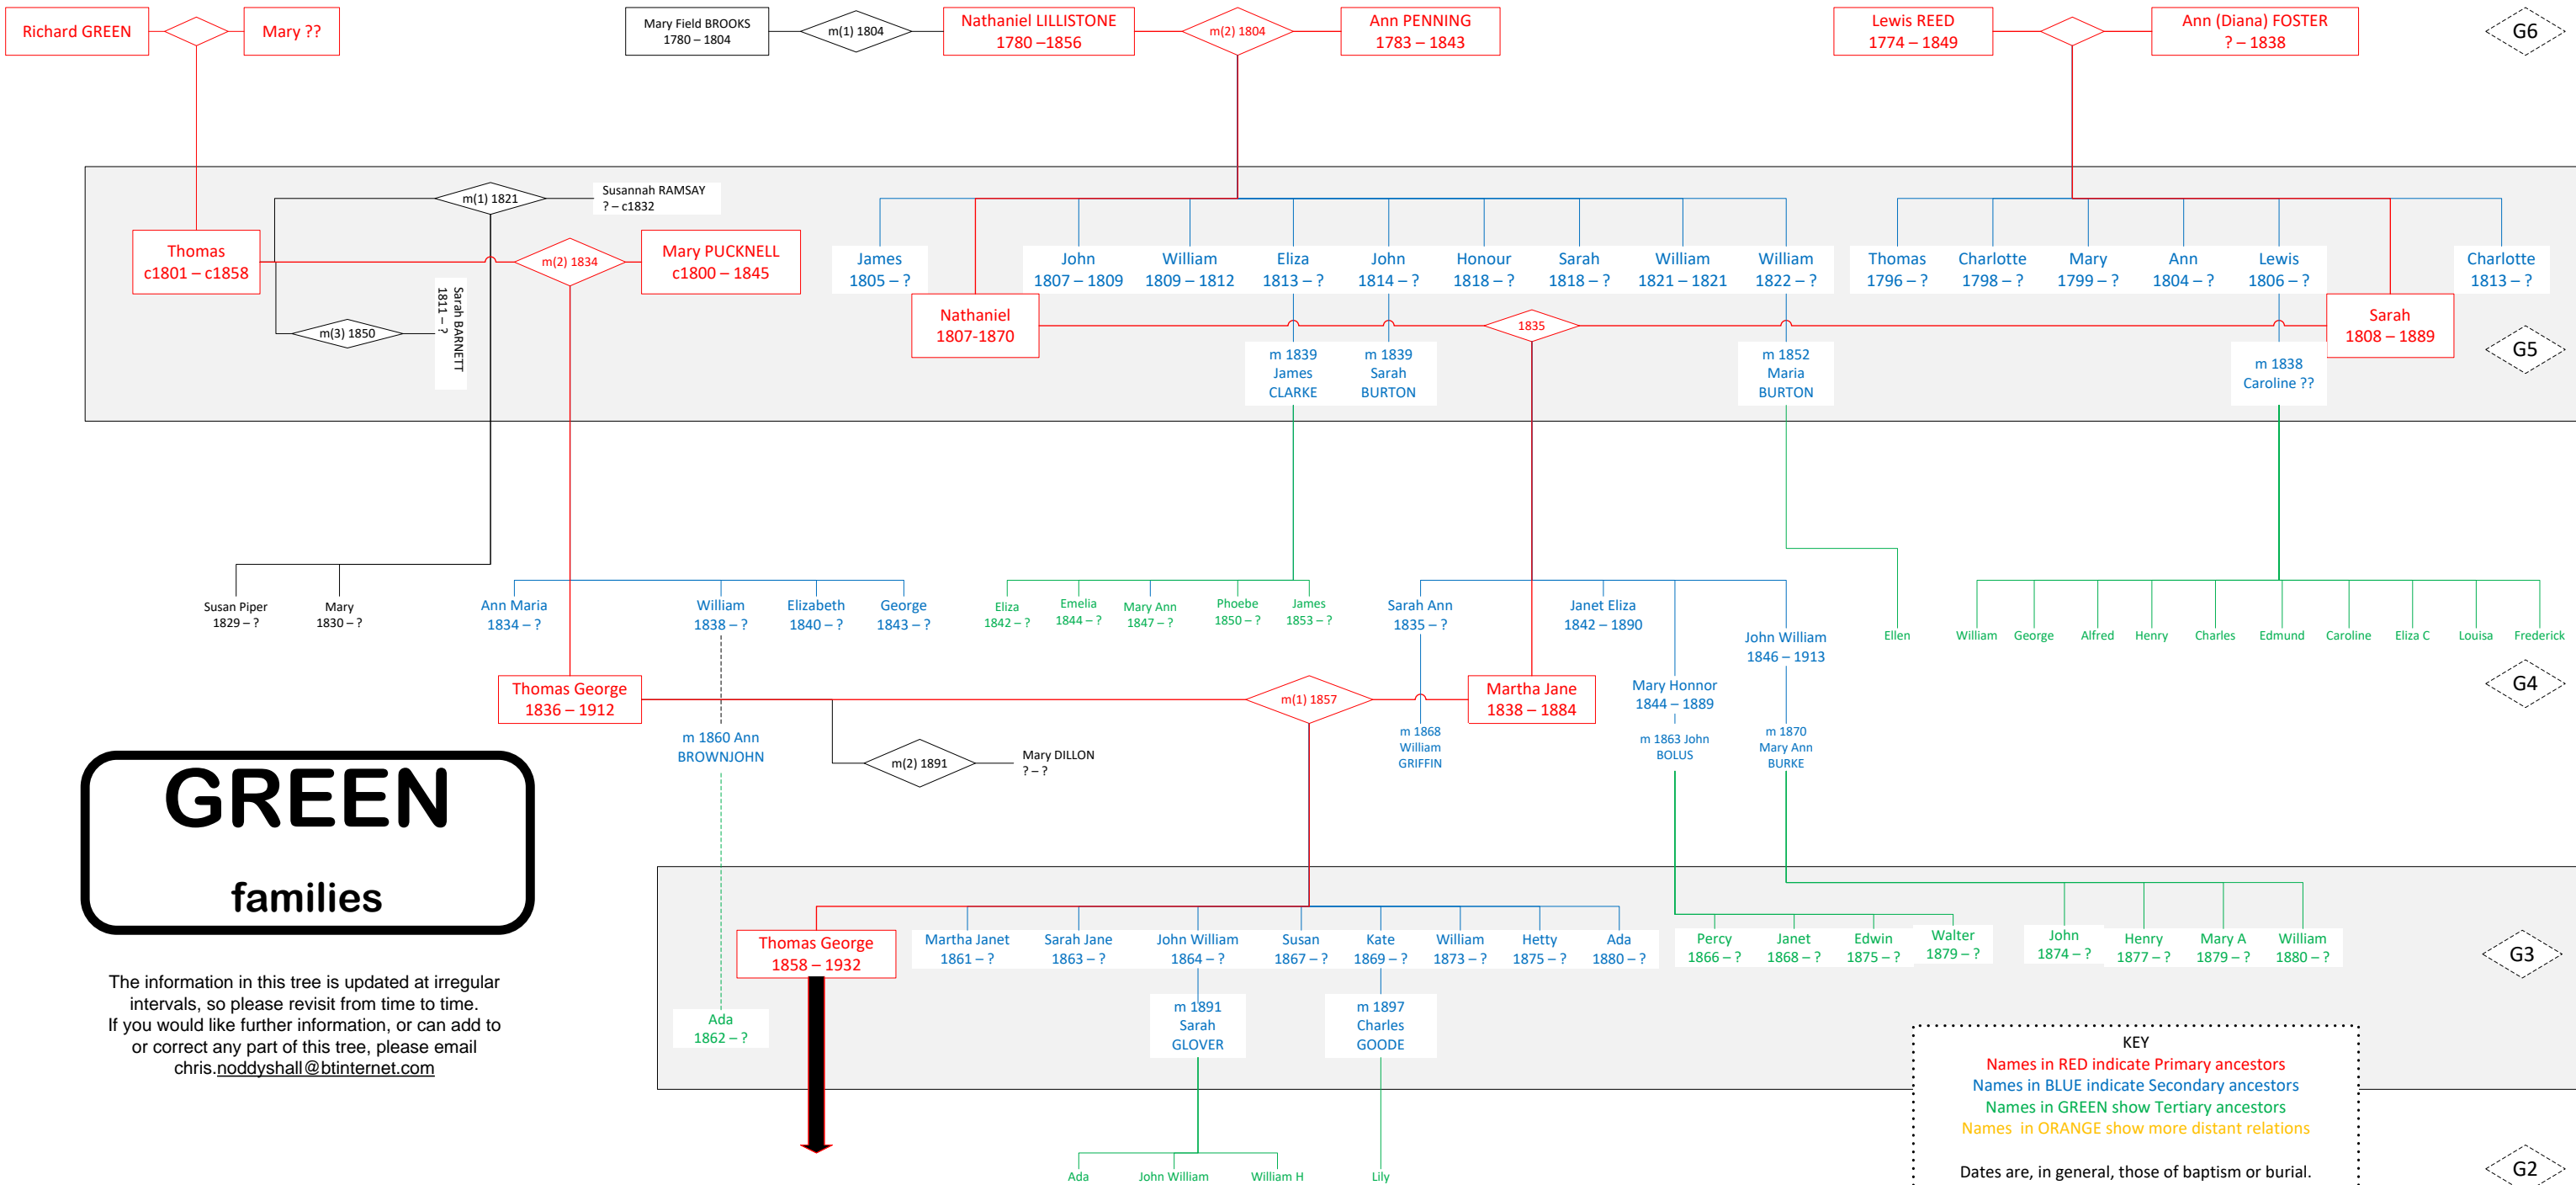 Richard GREEN
Mary ??
Mary Field BROOKS
1780 – 1804
m(1) 1804
Nathaniel LILLISTONE
1780 –1856
m(2) 1804
Ann PENNING
1783 – 1843
Lewis REED
1774 – 1849
Ann (Diana) FOSTER
? – 1838
G6
m(1) 1821
Susannah RAMSAY
? – c1832
Thomas
c1801 – c1858
m(2) 1834
Mary PUCKNELL
c1800 – 1845
m(3) 1850
Sarah BARNETT
1811 – ?
James
1805 – ?
Nathaniel
1807-1870
John
1807 – 1809
William
1809 – 1812
Eliza
1813 – ?
John
1814 – ?
Honour
1818 – ?
Sarah
1818 – ?
William
1821 – 1821
William
1822 – ?
Thomas
1796 – ?
Charlotte
1798 – ?
Mary
1799 – ?
Ann
1804 – ?
Lewis
1806 – ?
Sarah
1808 – 1889
Charlotte
1813 – ?
1835
m 1839
James
CLARKE
m 1839
Sarah
BURTON
m 1852
Maria
BURTON
m 1838
Caroline ??
G5
Susan Piper
1829 – ?
Mary
1830 – ?
Ann Maria
1834 – ?
William
1838 – ?
Elizabeth
1840 – ?
George
1843 – ?
Eliza
1842 – ?
Emelia
1844 – ?
Mary Ann
1847 – ?
Phoebe
1850 – ?
James
1853 – ?
Sarah Ann
1835 – ?
Janet Eliza
1842 – 1890
John William
1846 – 1913
Ellen
William
George
Alfred
Henry
Charles
Edmund
Caroline
Eliza C
Louisa
Frederick
Thomas George
1836 – 1912
m(1) 1857
Martha Jane
1838 – 1884
Mary Honnor
1844 – 1889
G4
m 1860 Ann
BROWNJOHN
m(2) 1891
Mary DILLON
? – ?
m 1868
William
GRIFFIN
m 1863 John
BOLUS
m 1870
Mary Ann
BURKE
GREEN
families
The information in this tree is updated at irregular
intervals, so please revisit from time to time.
If you would like further information, or can add to
or correct any part of this tree, please email
chris.noddyshall@btinternet.com
Thomas George
1858 – 1932
Martha Janet
1861 – ?
Sarah Jane
1863 – ?
John William
1864 – ?
Susan
1867 – ?
Kate
1869 – ?
William
1873 – ?
Hetty
1875 – ?
Ada
1880 – ?
Percy
1866 – ?
Janet
1868 – ?
Edwin
1875 – ?
Walter
1879 – ?
John
1874 – ?
Henry
1877 – ?
Mary A
1879 – ?
William
1880 – ?
G3
Ada
1862 – ?
m 1891
Sarah
GLOVER
m 1897
Charles
GOODE
Ada
John William
William H
Lily
KEY
Names in RED indicate Primary ancestors
Names in BLUE indicate Secondary ancestors
Names in GREEN show Tertiary ancestors
Names in ORANGE show more distant relations
Dates are, in general, those of baptism or burial.
G2